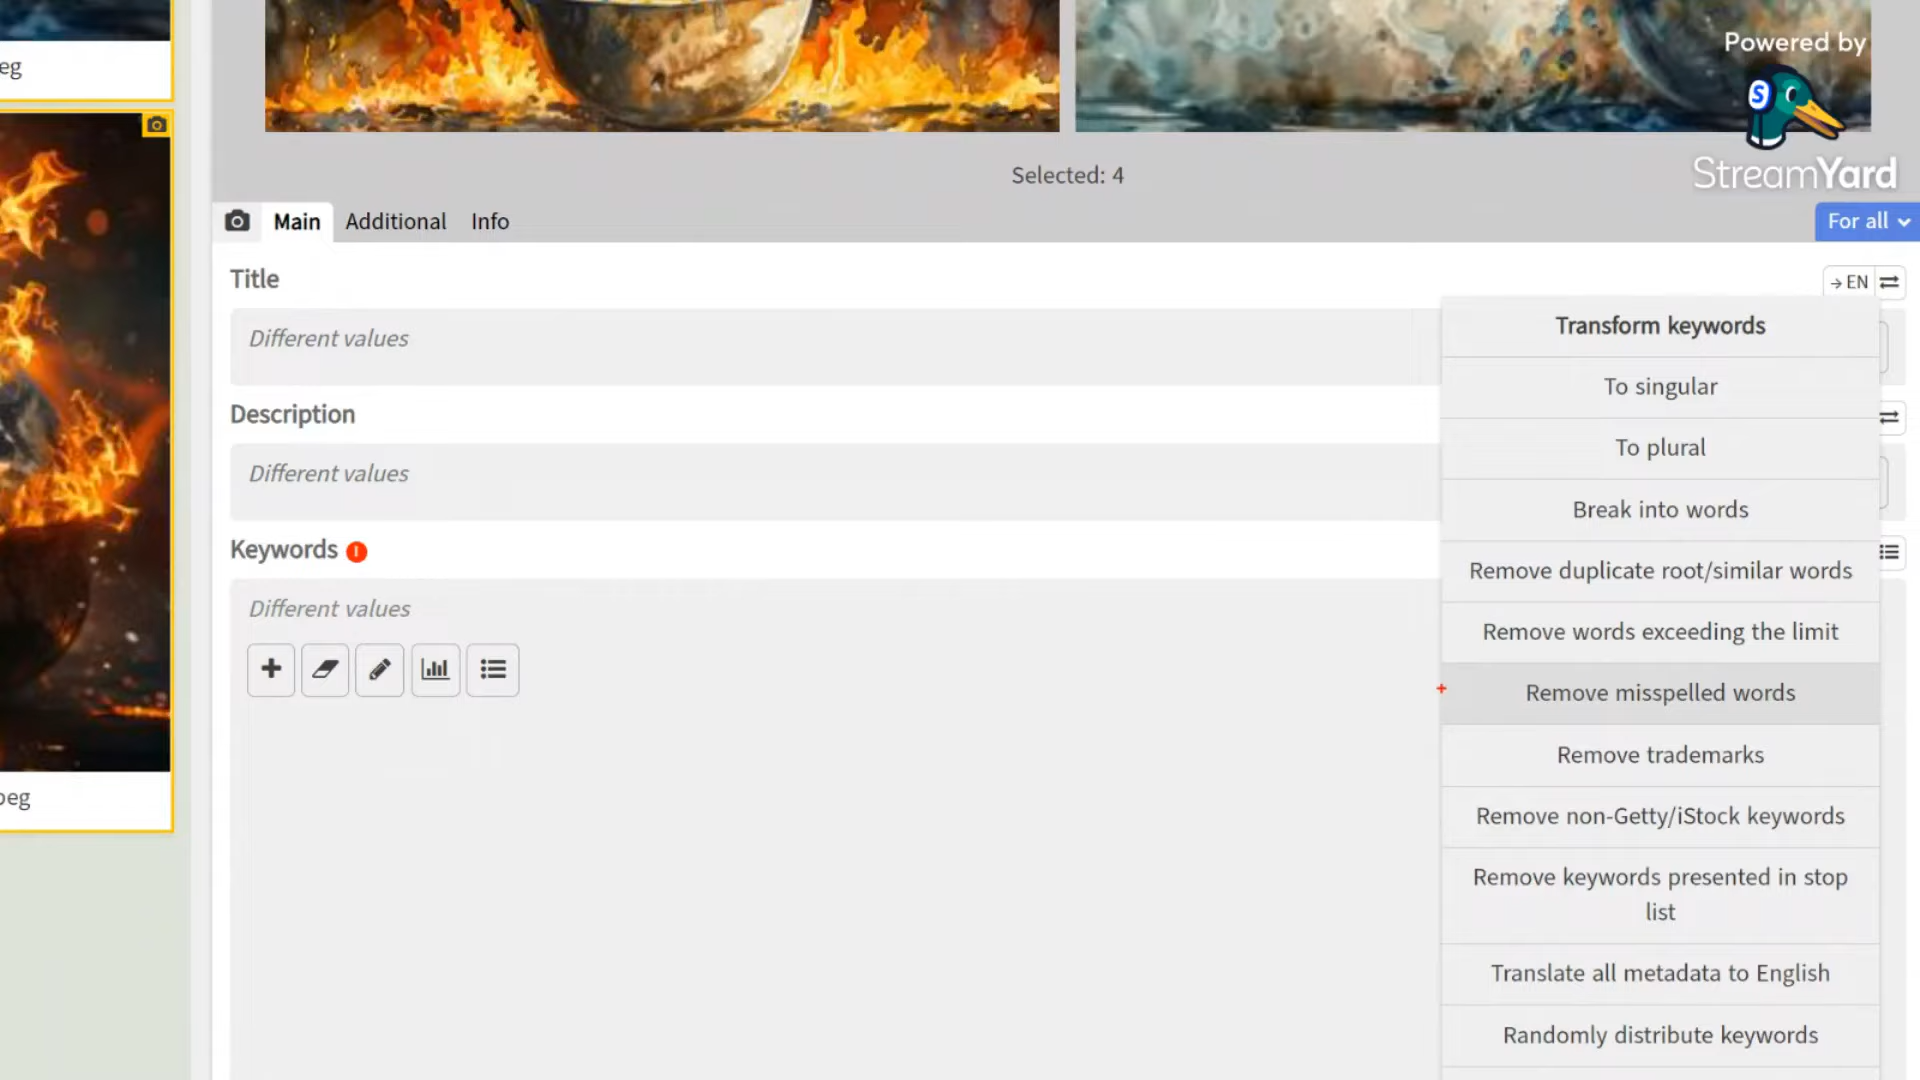 eg
peg
Powered by
StreamYard
Selected: 4
Main
Additional
Info
For all
Title
→ EN
Different values
Description
Different values
Keywords
Different values
Transform keywords
To singular
To plural
Break into words
Remove duplicate root/similar words
Remove words exceeding the limit
Remove misspelled words
Remove trademarks
Remove non-Getty/iStock keywords
Remove keywords presented in stop
list
Translate all metadata to English
Randomly distribute keywords